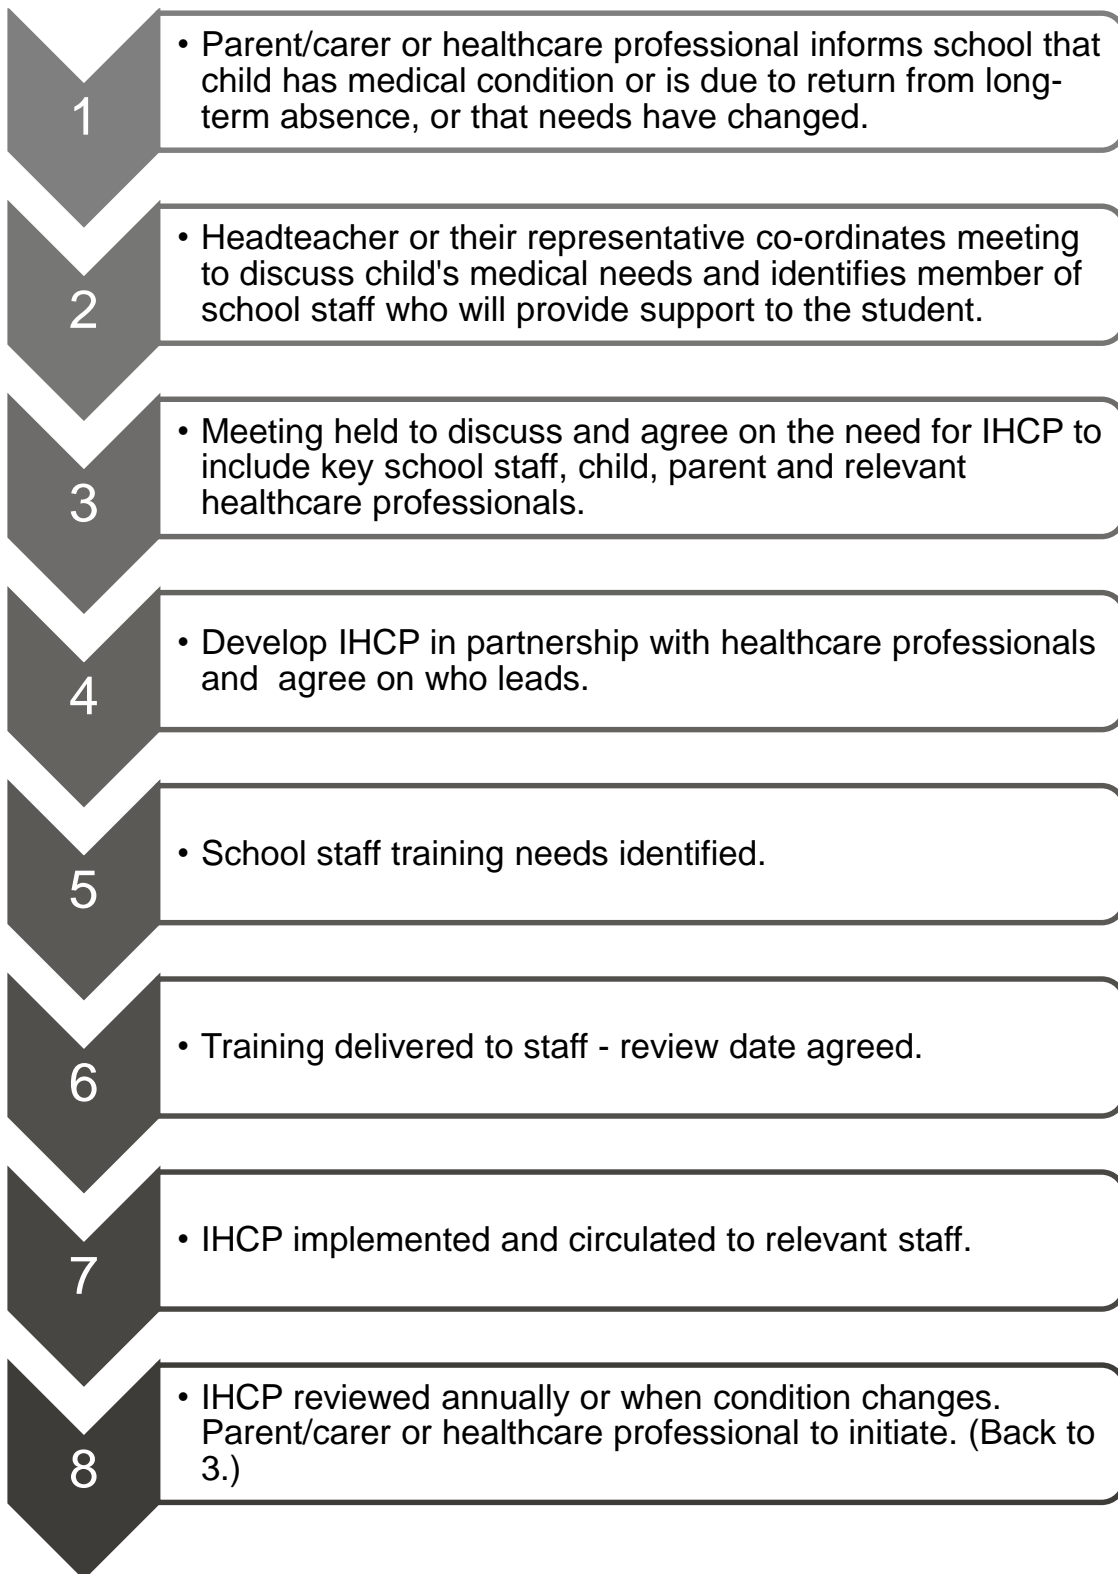 1
• Parent/carer or healthcare professional informs school that
child has medical condition or is due to return from long-
term absence, or that needs have changed.
2
• Headteacher or their representative co-ordinates meeting
to discuss child's medical needs and identifies member of
school staff who will provide support to the student.
3
• Meeting held to discuss and agree on the need for IHCP to
include key school staff, child, parent and relevant
healthcare professionals.
4
• Develop IHCP in partnership with healthcare professionals
and  agree on who leads.
5
• School staff training needs identified.
6
• Training delivered to staff - review date agreed.
7
• IHCP implemented and circulated to relevant staff.
8
• IHCP reviewed annually or when condition changes.
Parent/carer or healthcare professional to initiate. (Back to
3.)